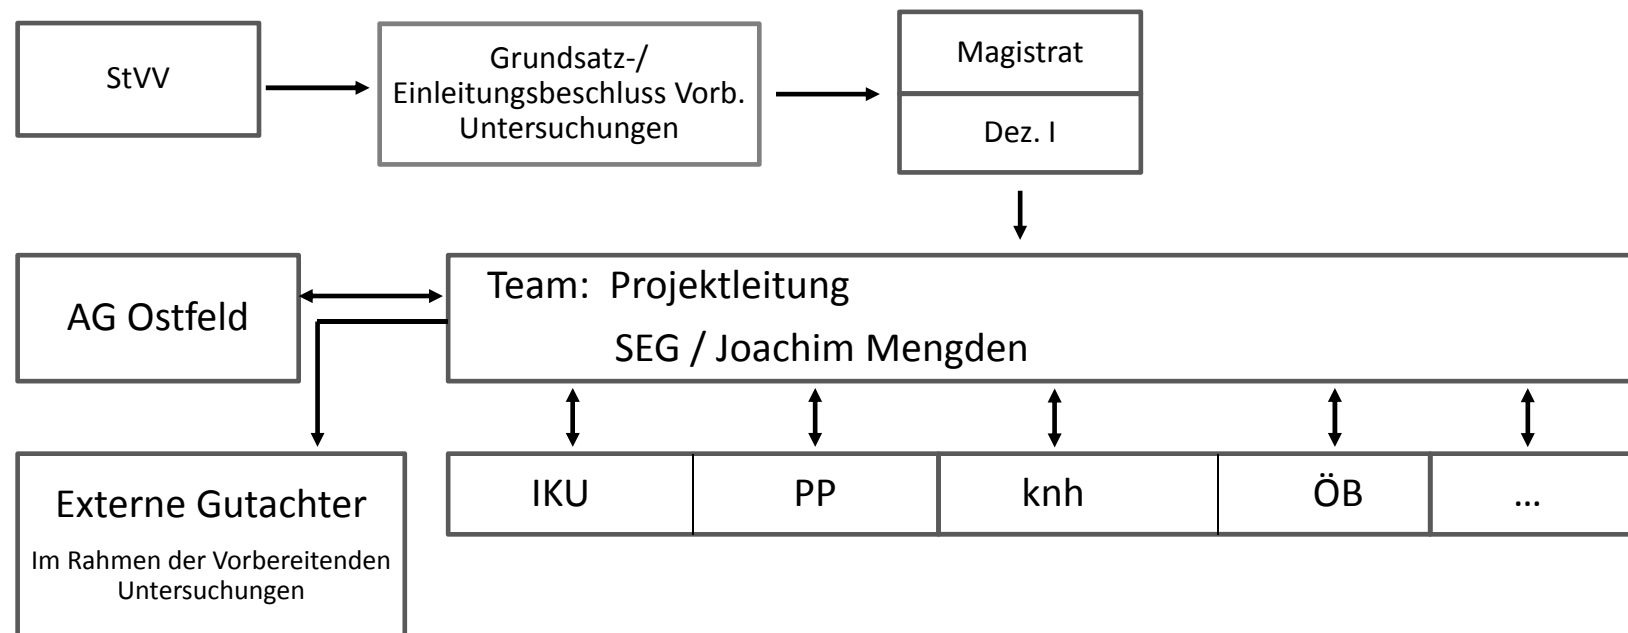 StVV
Grundsatz-/
Einleitungsbeschluss Vorb.
Untersuchungen
Magistrat
Dez. I
AG Ostfeld
Team: Projektleitung
SEG / Joachim Mengden
Externe Gutachter
Im Rahmen der Vorbereitenden
Untersuchungen
IKU
PP
knh
ÖB
...